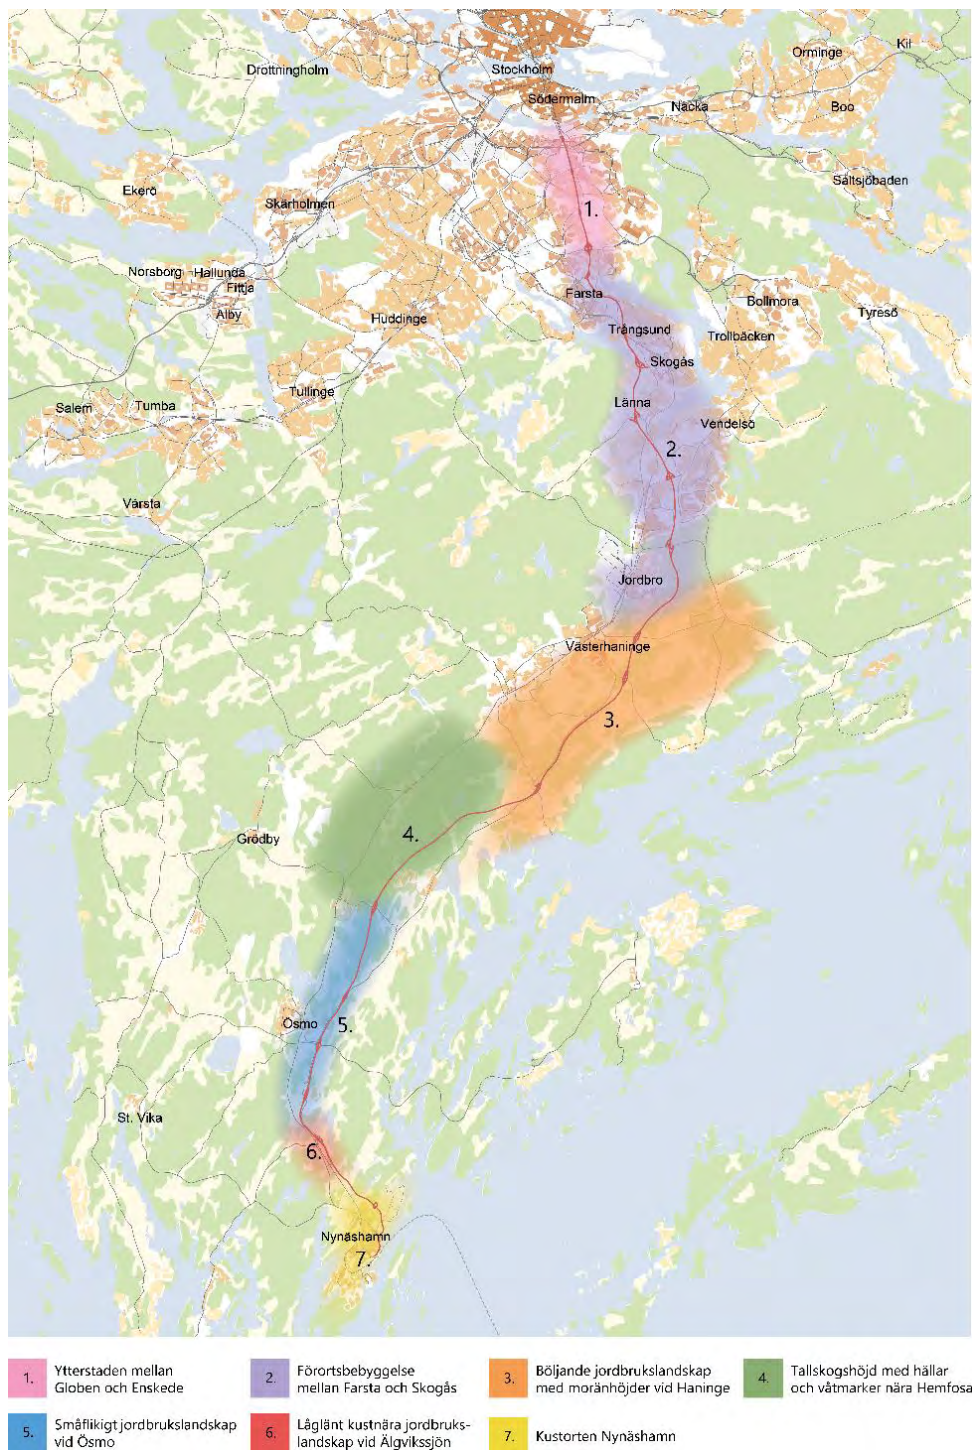 Stockholm
Drottningholm
Södermalm
Nacka
Orminge
Kil
Boo
Ekerö
Skärholmen
Saltsjöbaden
1.
Norsborg
Hallunda
Fittja
Alby
Huddinge
Farsta
Trångsund
Bollmora
Tyresö
Trollbäcken
Skogås
Tullinge
Salem
Tumba
Länna
Vendelsö
2.
Vårsta
Jordbro
Västerhaninge
3.
4.
Grödby
Ösmo
5.
St. Vika
6.
Nynäshamn
7.
1. Ytterstaden mellan
Globen och Enskede
2. Förortsbebyggelse
mellan Farsta och Skogås
3. Böljande jordbrukslandskap
med moränhöjder vid Haninge
4. Tallskogshöjd med hällar
och våtmarker nära Hemfosa
5. Småflikigt jordbrukslandskap
vid Ösmo
6. Låglänt kustnära jordbruks-
landskap vid Älgvikssjön
7. Kustorten Nynäshamn